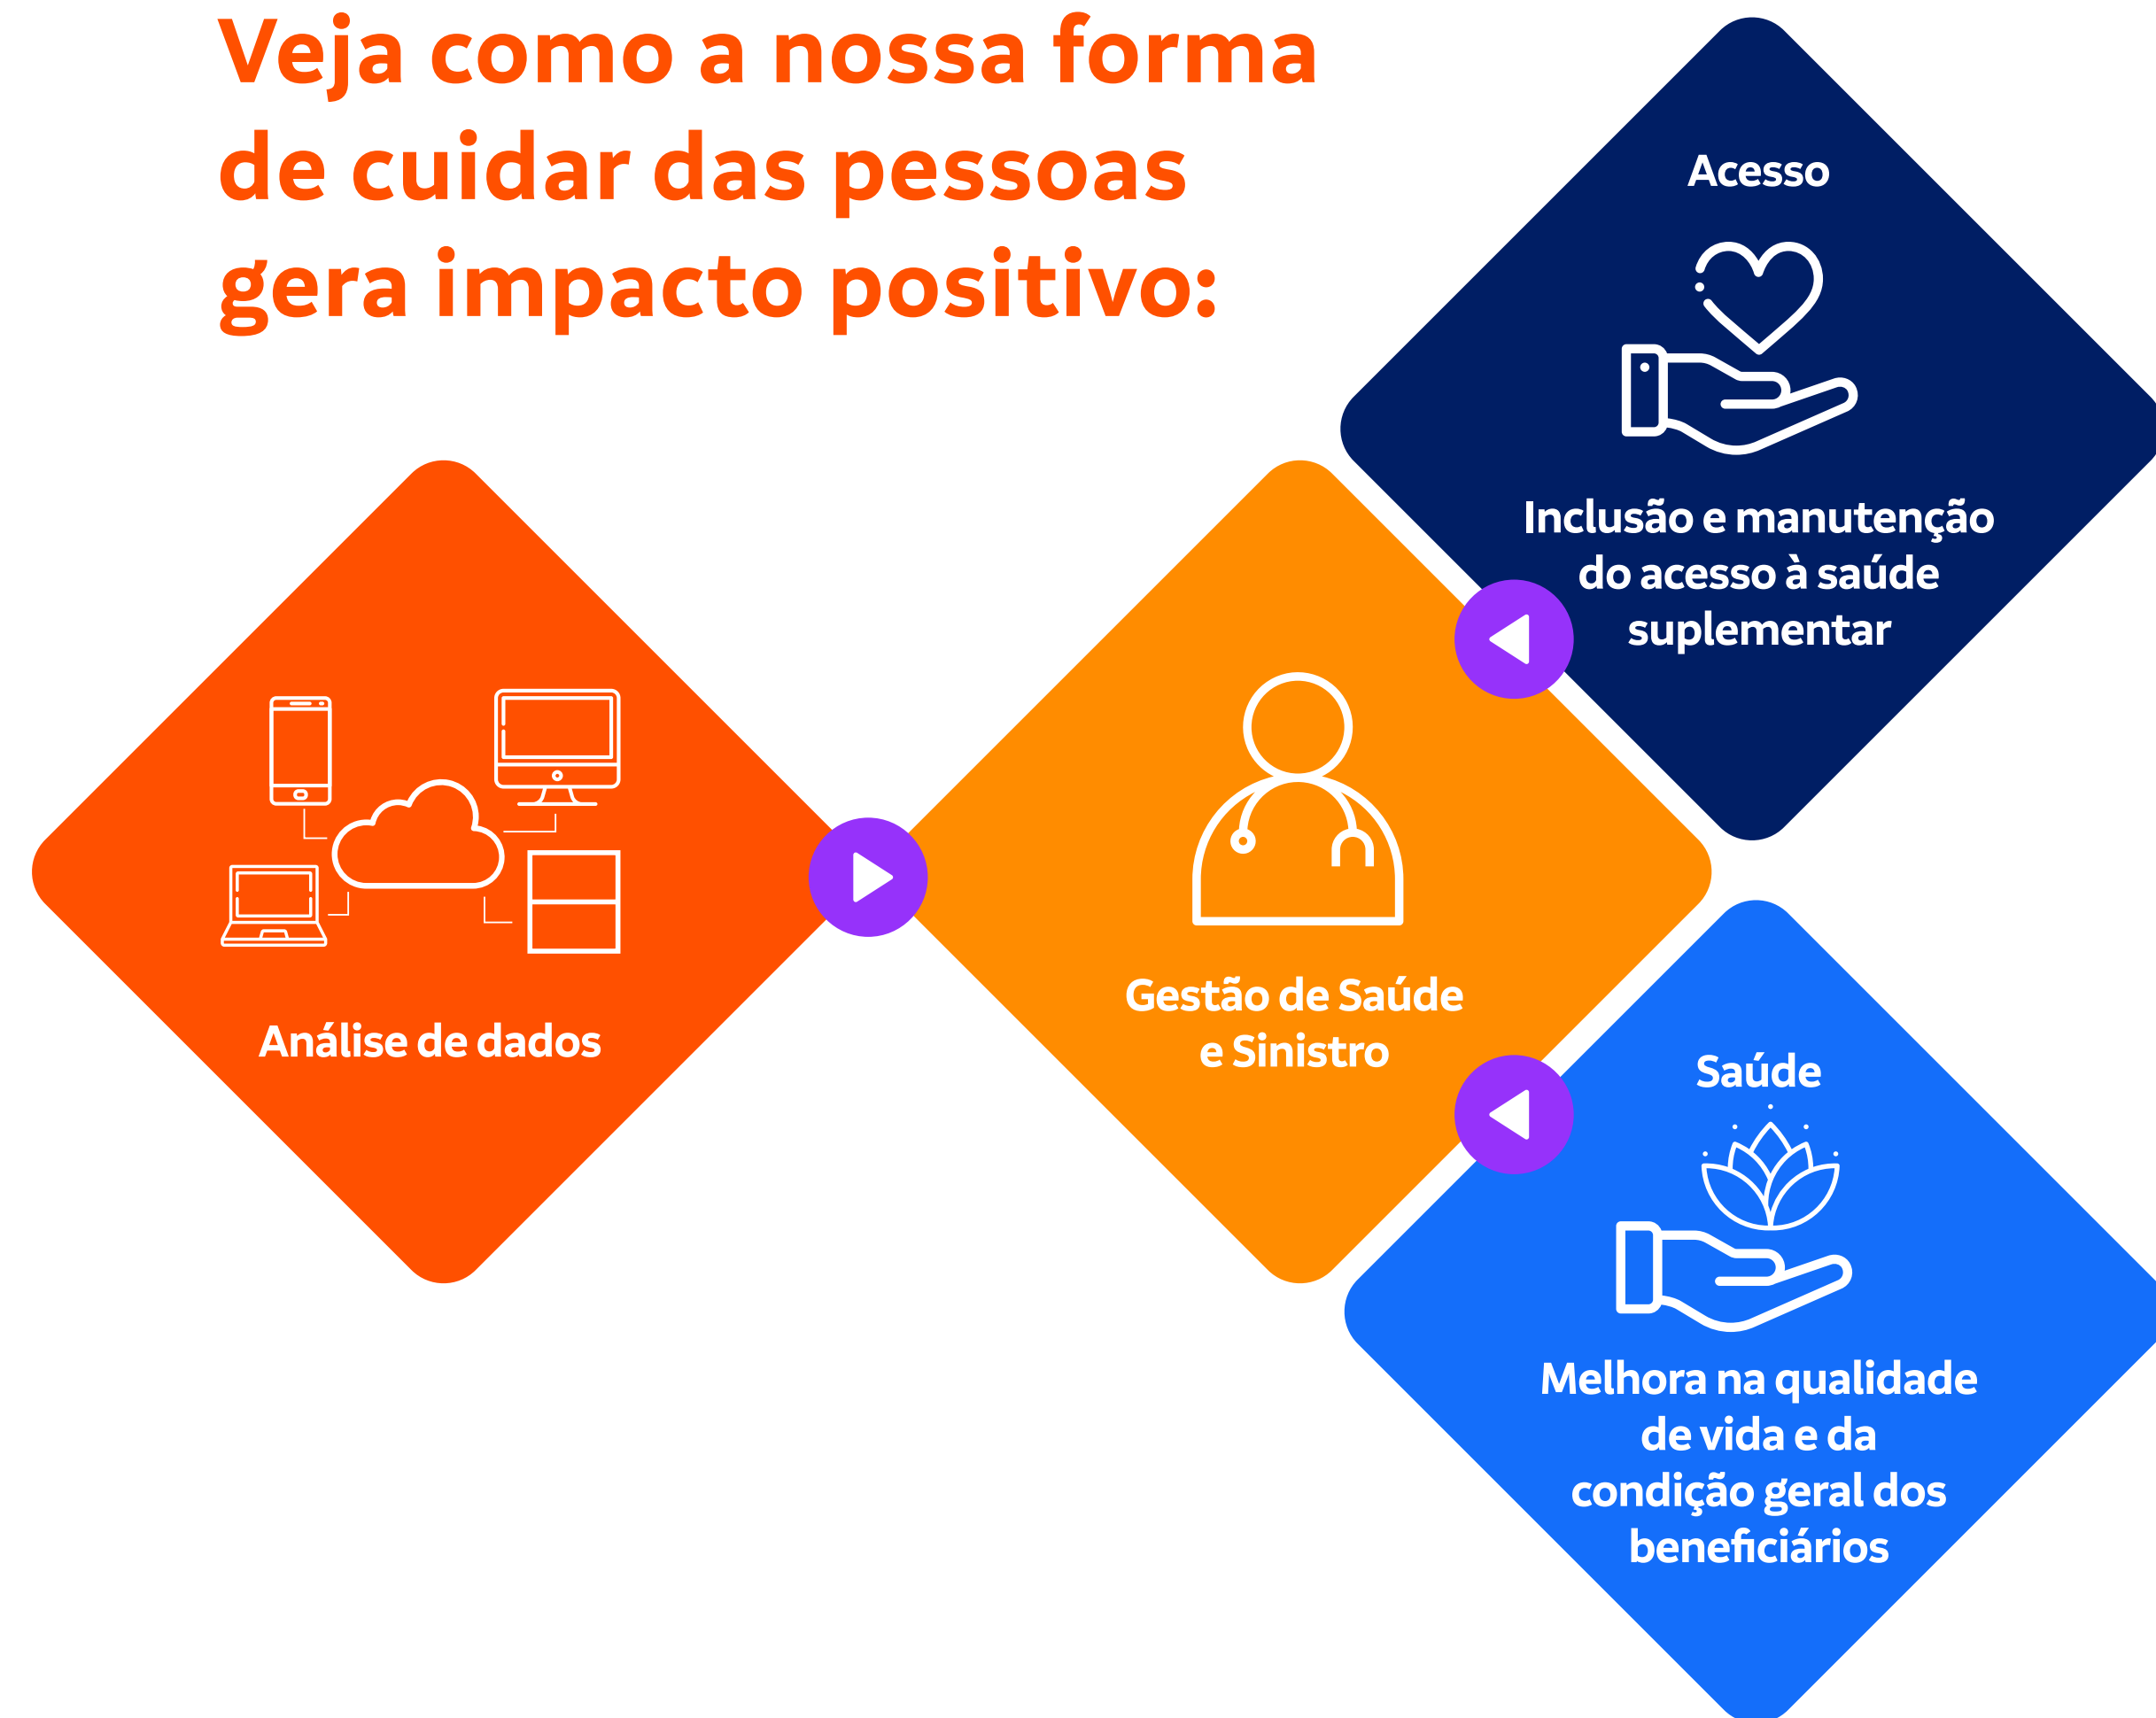 Veja como a nossa forma
de cuidar das pessoas
gera impacto positivo:
Análise de dados
Gestão de Saúde
e Sinistro
Acesso
Inclusão e manutenção
do acesso à saúde
suplementar
Saúde
Melhora na qualidade
de vida e da
condição geral dos
beneficiários